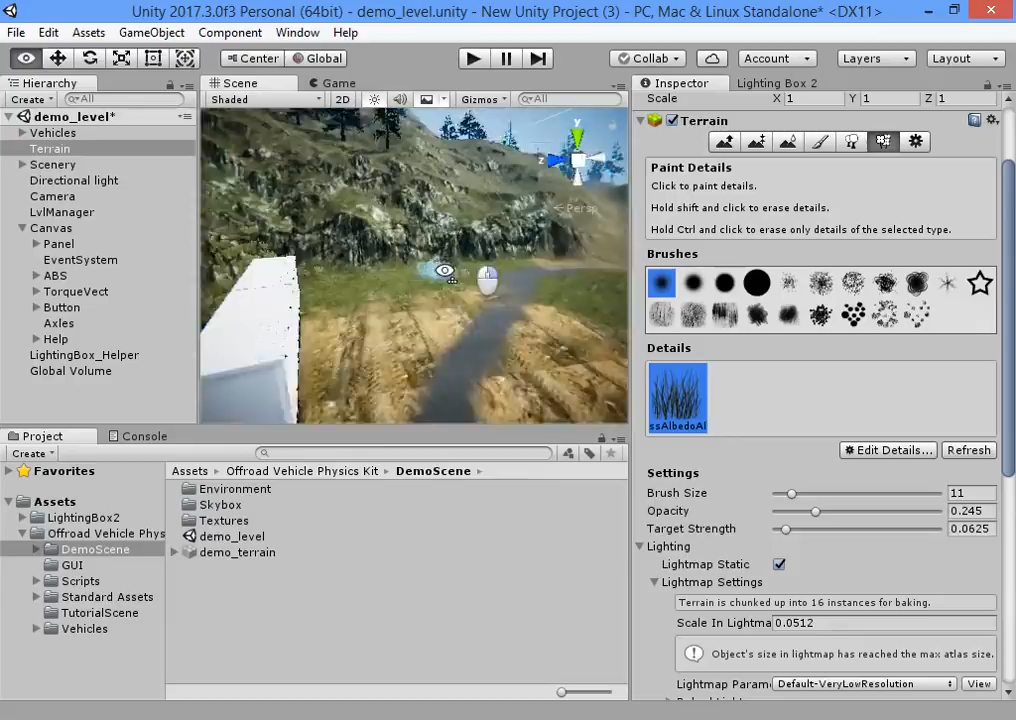 Unity 2017.3.0f3 Personal (64bit) - demo_level.unity - New Unity Project (3) - PC, Mac & Linux Standalone* <DX11>
File Edit Assets GameObject Component Window Help
Center Global Collab Account Layers Layout
Hierarchy Scene Game Inspector Lighting Box 2
Create All Shaded 2D Gizmos All Scale X 1 Y 1 Z 1
demo_level*
Vehicles
Terrain
Scenery
Directional light
Camera
LvlManager
Canvas
Panel
EventSystem
ABS
TorqueVect
Button
Axles
Help
LightingBox_Helper
Global Volume
y
z
Persp
Terrain
Paint Details
Click to paint details.
Hold shift and click to erase details.
Hold Ctrl and click to erase only details of the selected type.
Brushes
Details
ssAlbedoAl
Edit Details... Refresh
Settings
Brush Size 11
Opacity 0.245
Target Strength 0.0625
Lighting
Lightmap Static
Lightmap Settings
Terrain is chunked up into 16 instances for baking.
Scale In Lightma 0.0512
Object's size in lightmap has reached the max atlas size.
Lightmap Parame Default-VeryLowResolution View
Project Console
Create
Favorites
Assets
LightingBox2
Offroad Vehicle Phys
DemoScene
GUI
Scripts
Standard Assets
TutorialScene
Vehicles
Assets Offroad Vehicle Physics Kit DemoScene
Environment
Skybox
Textures
demo_level
demo_terrain